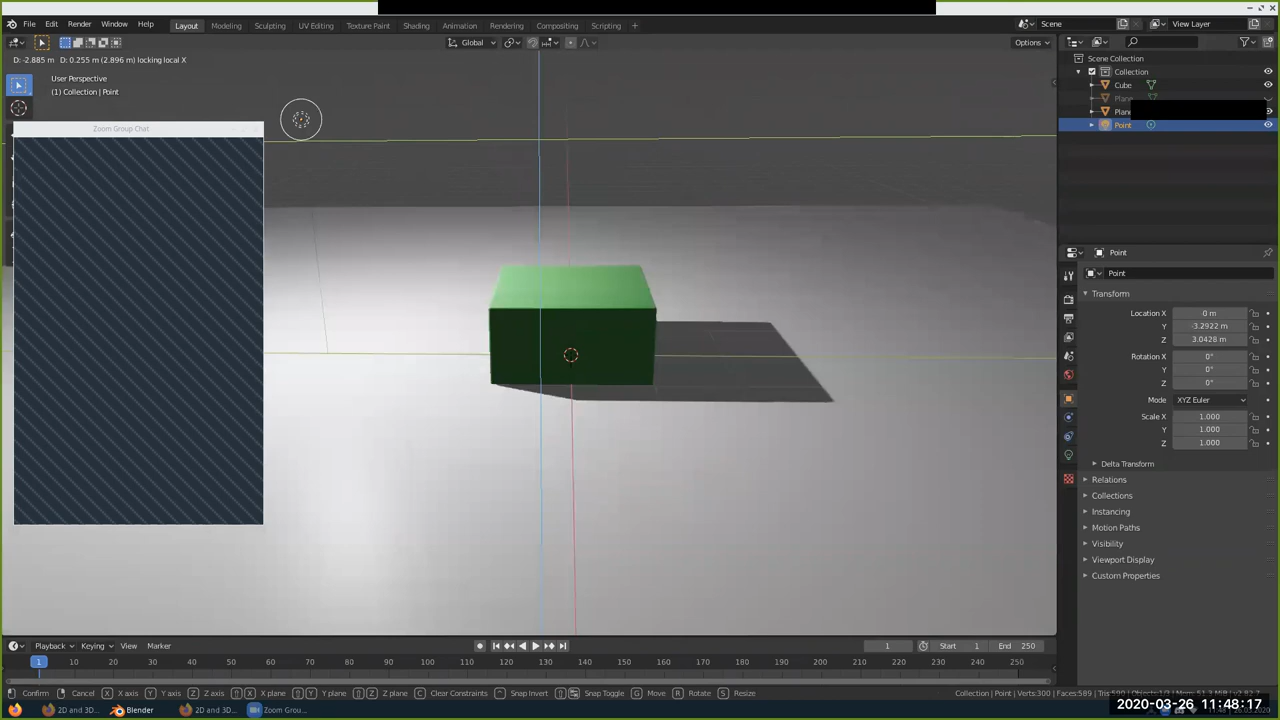 File Edit Render Window Help Layout Modeling Sculpting UV Editing Texture Paint Shading Animation Rendering Compositing Scripting Scene View Layer
Global Options
D: -2.885 m D: 0.255 m (2.896 m) locking local X
User Perspective
(1) Collection | Point
Zoom Group Chat
Scene Collection
Collection
Cube
Plane
Plane
Point
Point
Point
Transform
Location X 0 m
Y -3.2922 m
Z 3.0428 m
Rotation X 0°
Y 0°
Z 0°
Mode XYZ Euler
Scale X 1.000
Y 1.000
Z 1.000
Delta Transform
Relations
Collections
Instancing
Motion Paths
Visibility
Viewport Display
Custom Properties
Playback Keying View Marker 1 Start 1 End 250
1 10 20 30 40 50 60 70 80 90 100 110 120 130 140 150 160 170 180 190 200 210 220 230 240 250
Confirm Cancel X X axis Y Y axis Z Z axis X X plane Y Y plane Z Z plane C Clear Constraints Snap Invert Snap Toggle G Move R Rotate S Resize Collection | Point | Verts:300 | Faces:589 |
2D and 3D... Blender 2D and 3D... Zoom Grou...
2020-03-26 11:48:17